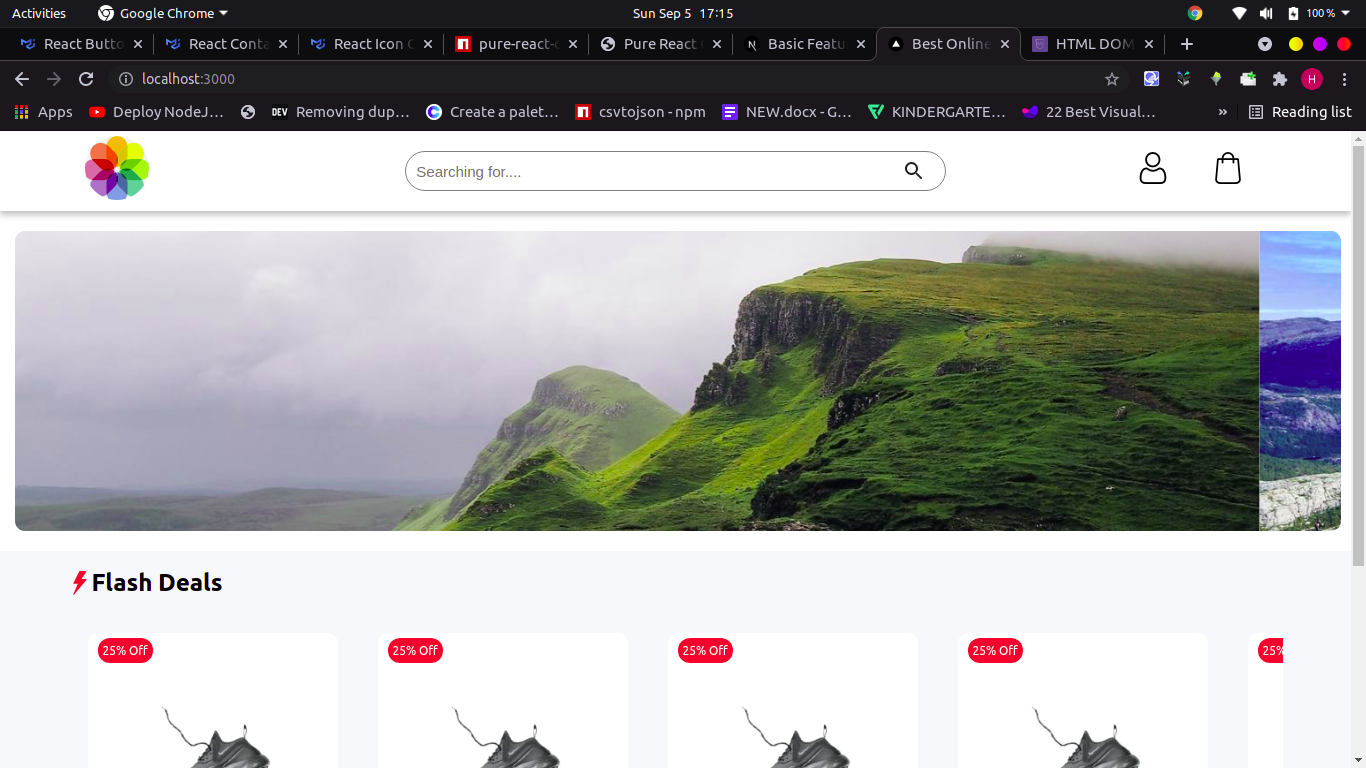 Activities Google Chrome Sun Sep 5 17:15 100 %
React Butto React Conta React Icon C pure-react-c Pure React C Basic Featu Best Online HTML DOM
localhost:3000
Apps Deploy NodeJ… DEV Removing dup… Create a palet… csvtojson - npm NEW.docx - G… KINDERGARTE… 22 Best Visual… » Reading list
Searching for....
Flash Deals
25% Off 25% Off 25% Off 25% Off 25%